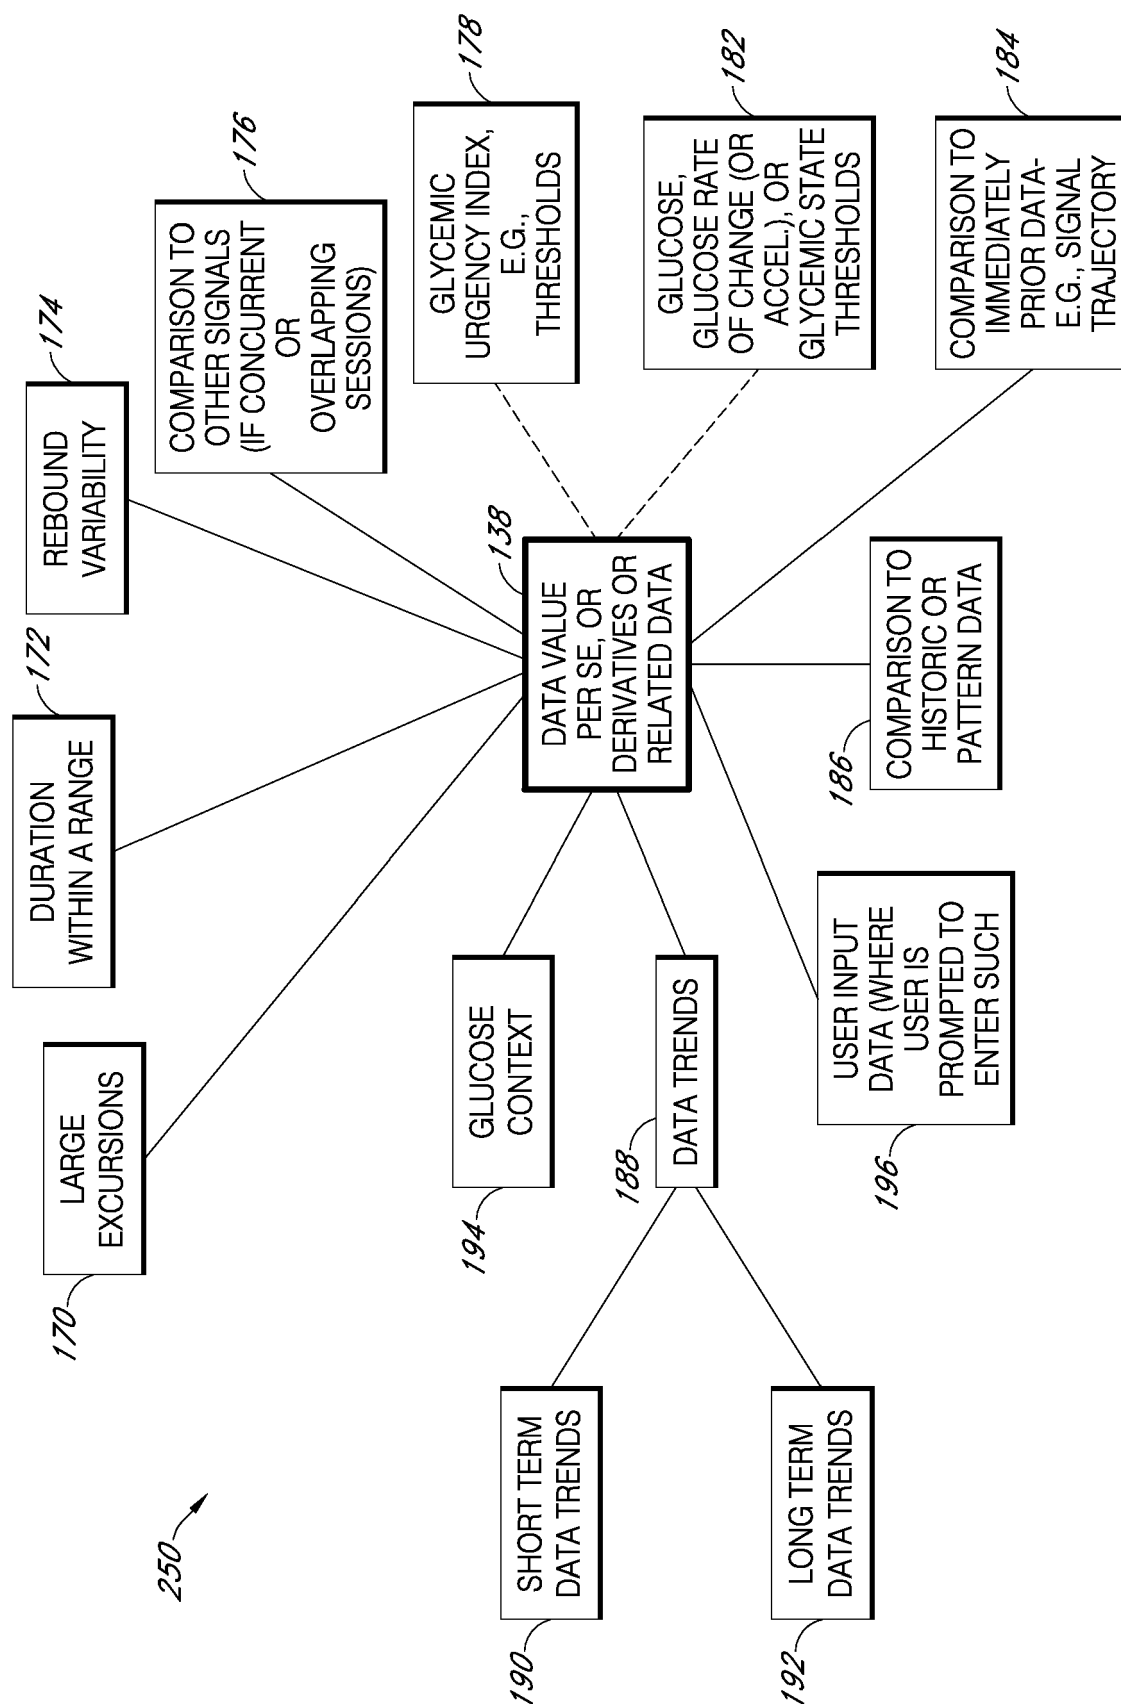 250
170
LARGE
EXCURSIONS
172
DURATION
WITHIN A RANGE
174
REBOUND
VARIABILITY
176
COMPARISON TO
OTHER SIGNALS
(IF CONCURRENT
OR
OVERLAPPING
SESSIONS)
178
GLYCEMIC
URGENCY INDEX,
E.G.,
THRESHOLDS
182
GLUCOSE,
GLUCOSE RATE
OF CHANGE (OR
ACCEL.), OR
GLYCEMIC STATE
THRESHOLDS
184
COMPARISON TO
IMMEDIATELY
PRIOR DATA-
E.G., SIGNAL
TRAJECTORY
138
DATA VALUE
PER SE, OR
DERIVATIVES OR
RELATED DATA
186
COMPARISON TO
HISTORIC OR
PATTERN DATA
196
USER INPUT
DATA (WHERE
USER IS
PROMPTED TO
ENTER SUCH
194
GLUCOSE
CONTEXT
188
DATA TRENDS
190
SHORT TERM
DATA TRENDS
192
LONG TERM
DATA TRENDS